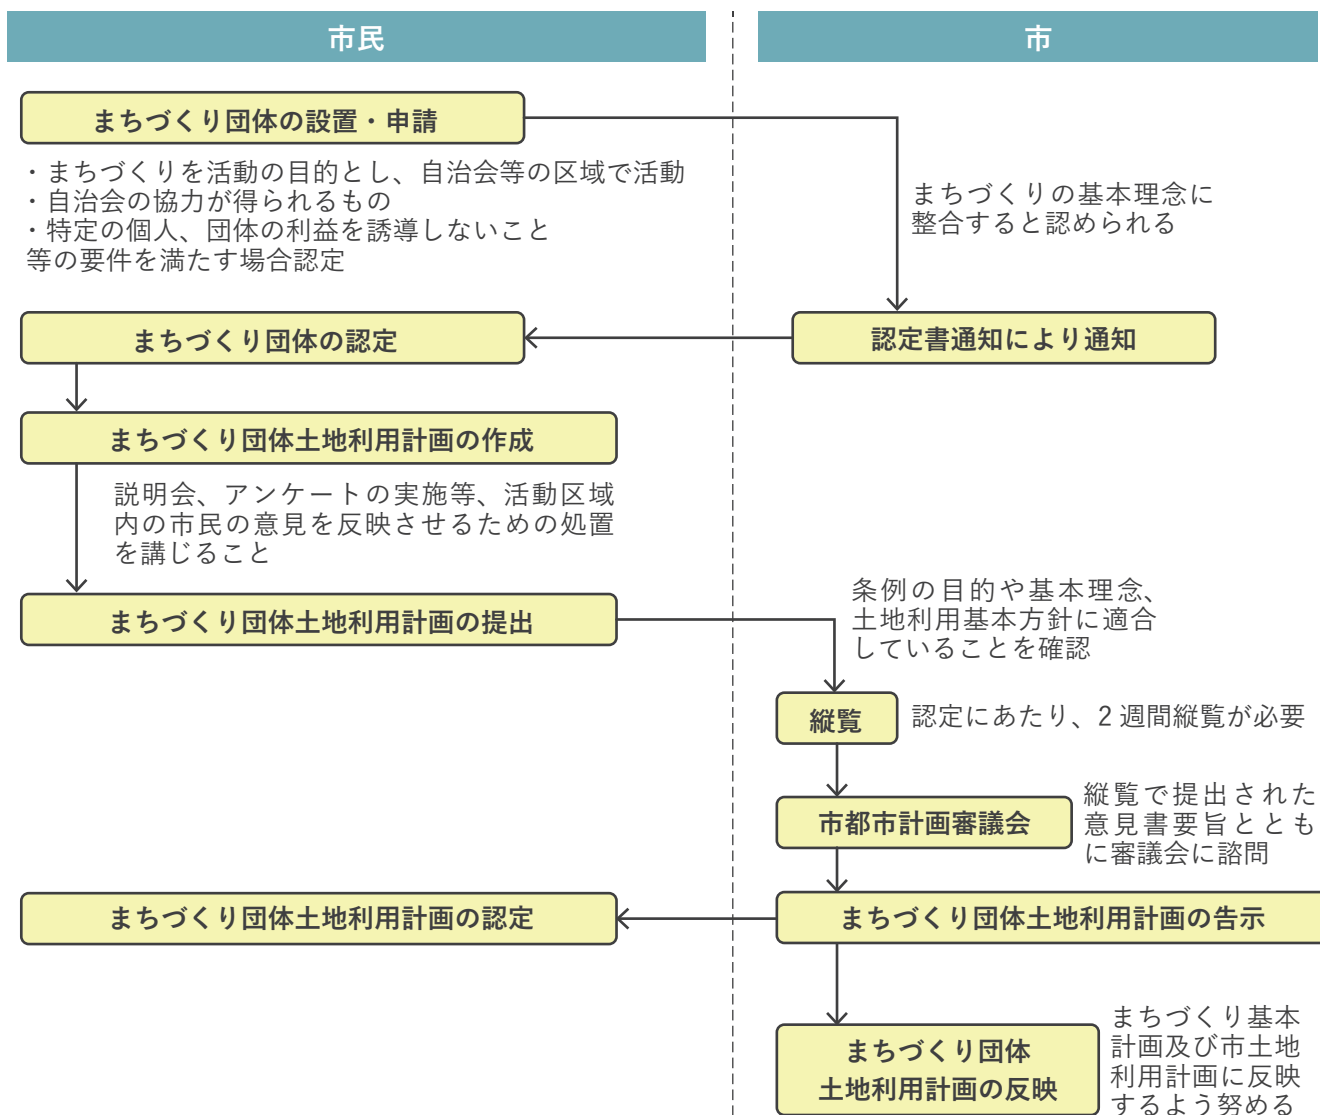 市民
市
まちづくり団体の設置・申請
・まちづくりを活動の目的とし、自治会等の区域で活動
・自治会の協力が得られるもの
・特定の個人、団体の利益を誘導しないこと
等の要件を満たす場合認定
まちづくりの基本理念に
整合すると認められる
まちづくり団体の認定
認定書通知により通知
まちづくり団体土地利用計画の作成
説明会、アンケートの実施等、活動区域
内の市民の意見を反映させるための処置
を講じること
まちづくり団体土地利用計画の提出
条例の目的や基本理念、
土地利用基本方針に適合
していることを確認
縦覧
認定にあたり、2週間縦覧が必要
市都市計画審議会
縦覧で提出された
意見書要旨ととも
に審議会に諮問
まちづくり団体土地利用計画の認定
まちづくり団体土地利用計画の告示
まちづくり団体
土地利用計画の反映
まちづくり基本
計画及び市土地
利用計画に反映
するよう努める